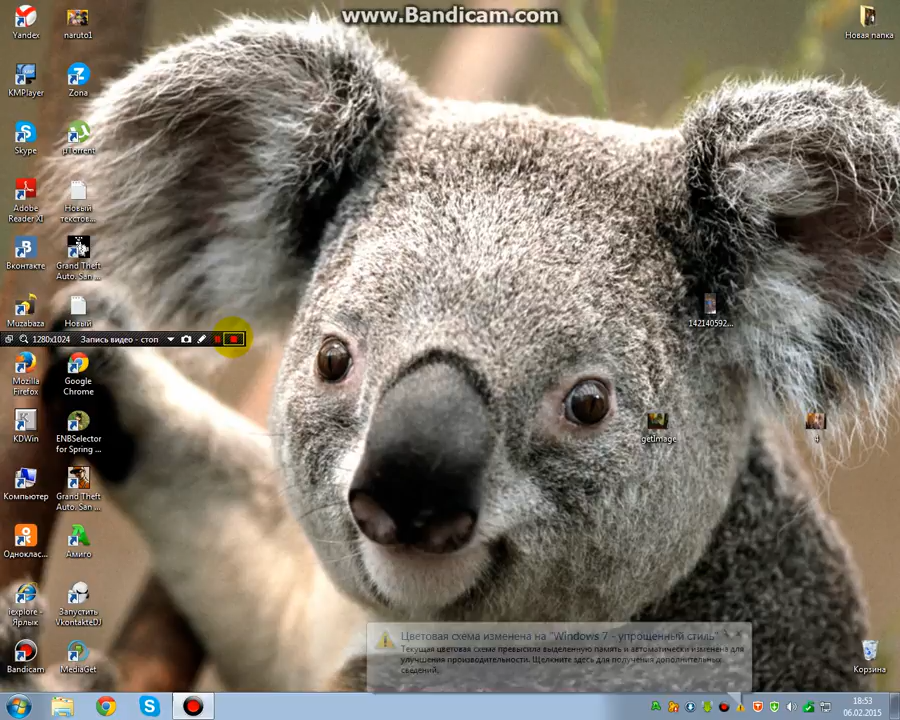 www.Bandicam.com
Yandex
naruto1
Новая папка
KMPlayer
Zona
Skype
µTorrent
Adobe
Reader XI
Новый
текстов...
Вконтакте
Grand Theft
Auto. San ...
Muzabaza
Новый
142140592...
1280x1024 Запись видео - стоп
Mozilla
Firefox
Google
Chrome
KDWin
ENBSelector
for Spring ...
getImage
4
Компьютер
Grand Theft
Auto. San ...
Однокла...
Амиго
Iexplore -
Ярлык
Запустить
VkontakteDJ
Bandicam
MediaGet
Корзина
Цветовая схема изменена на "Windows 7 - упрощенный стиль"
Текущая цветовая схема превысила выделенную память и автоматически изменена для
улучшения производительности. Щелкните здесь для получения дополнительных
сведений.
18:53
06.02.2015